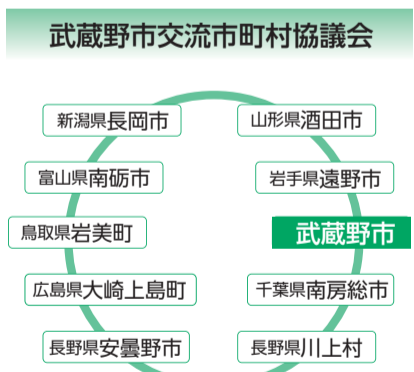 武蔵野市交流市町村協議会
新潟県長岡市
山形県酒田市
富山県南砺市
岩手県遠野市
鳥取県岩美町
武蔵野市
広島県大崎上島町
千葉県南房総市
長野県安曇野市
長野県川上村